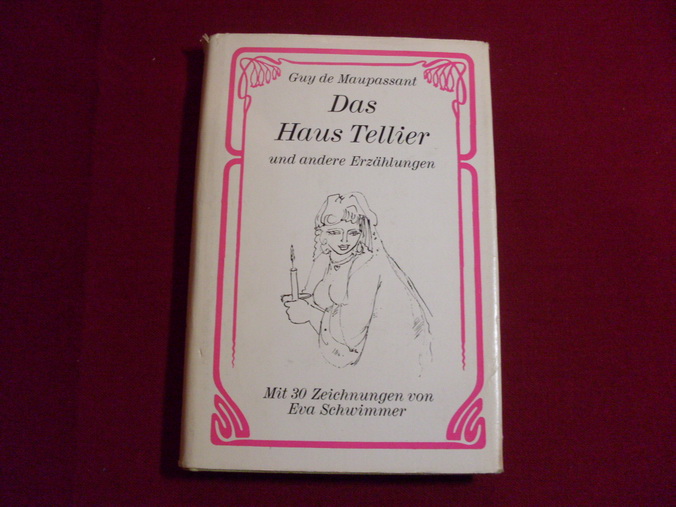 Guy de Maupassant
Das
Haus Tellier
und andere Erzählungen
Mit 30 Zeichnungen von
Eva Schwimmer